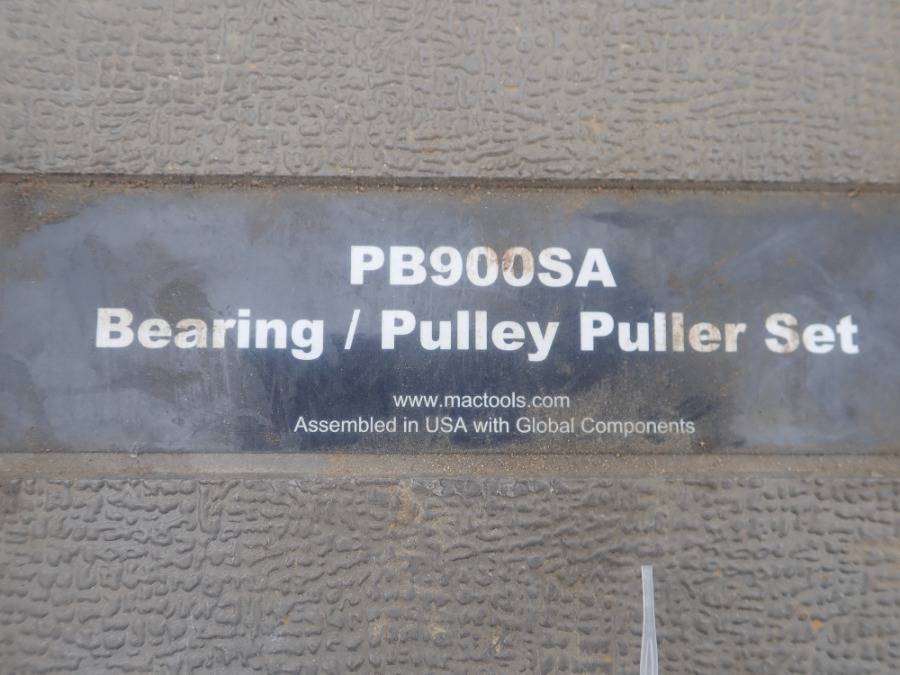 PB900SA
Bearing / Pulley Puller Set
www.mactools.com
Assembled in USA with Global Components